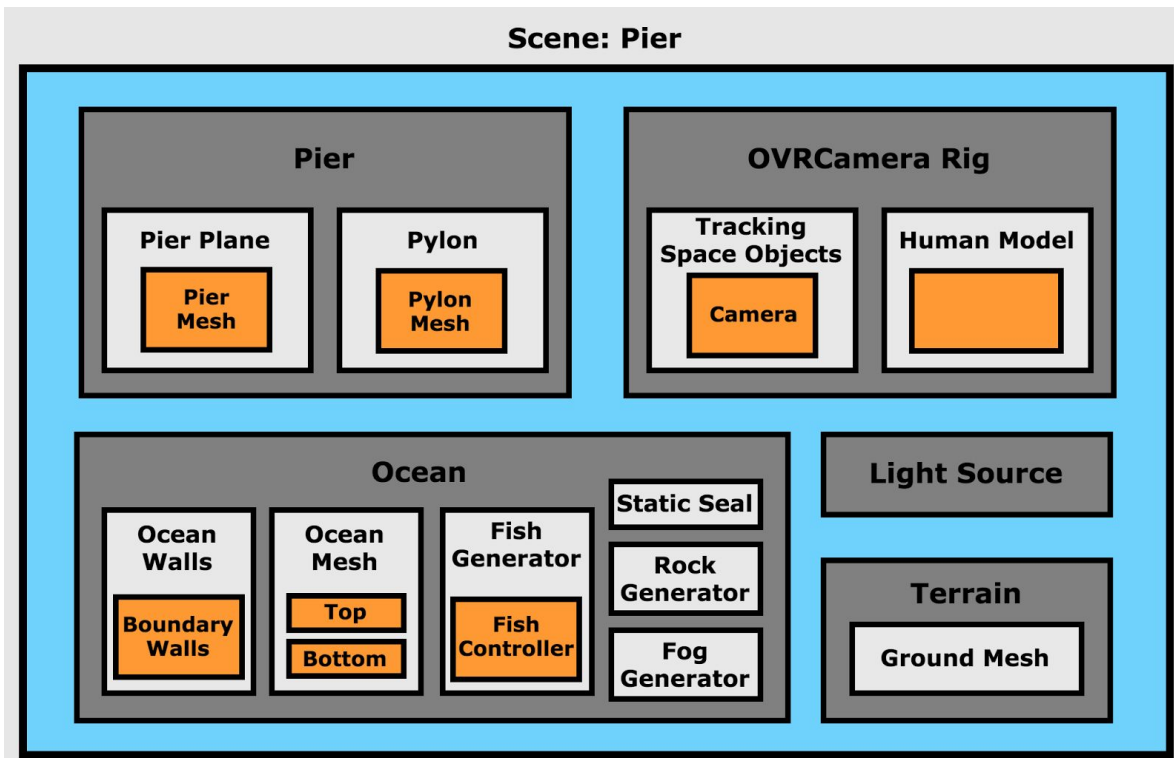 Scene: Pier
Pier
Pier Plane
Pier
Mesh
Pylon
Pylon
Mesh
OVRCamera Rig
Tracking
Space Objects
Camera
Human Model
Ocean
Ocean
Walls
Boundary
Walls
Ocean
Mesh
Top
Bottom
Fish
Generator
Fish
Controller
Static Seal
Rock
Generator
Fog
Generator
Light Source
Terrain
Ground Mesh